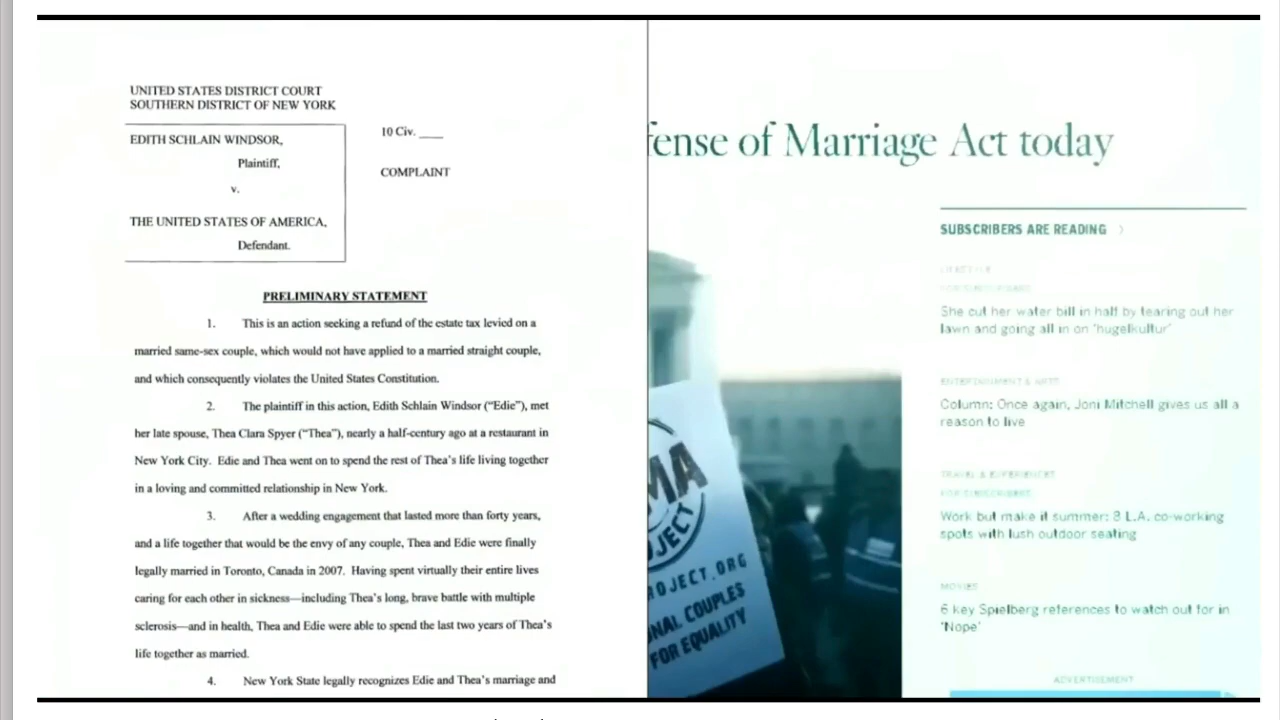 UNITED STATES DISTRICT COURT
SOUTHERN DISTRICT OF NEW YORK
EDITH SCHLAIN WINDSOR,
Plaintiff,
v.
THE UNITED STATES OF AMERICA,
Defendant.
10 Civ. ___
COMPLAINT
PRELIMINARY STATEMENT
1. This is an action seeking a refund of the estate tax levied on a
married same-sex couple, which would not have applied to a married straight couple,
and which consequently violates the United States Constitution.
2. The plaintiff in this action, Edith Schlain Windsor (“Edie”), met
her late spouse, Thea Clara Spyer (“Thea”), nearly a half-century ago at a restaurant in
New York City. Edie and Thea went on to spend the rest of Thea’s life living together
in a loving and committed relationship in New York.
3. After a wedding engagement that lasted more than forty years,
and a life together that would be the envy of any couple, Thea and Edie were finally
legally married in Toronto, Canada in 2007. Having spent virtually their entire lives
caring for each other in sickness—including Thea’s long, brave battle with multiple
sclerosis—and in health, Thea and Edie were able to spend the last two years of Thea’s
life together as married.
4. New York State legally recognizes Edie and Thea’s marriage and
fense of Marriage Act today
MA
OJECT
ROJECT.ORG
NAL COUPLES
FOR EQUALITY
SUBSCRIBERS ARE READING
LIFESTYLE
FOR SUBSCRIBERS
She cut her water bill in half by tearing out her
lawn and going all in on ‘hugelkultur’
ENTERTAINMENT & ARTS
Column: Once again, Joni Mitchell gives us all a
reason to live
TRAVEL & EXPERIENCES
FOR SUBSCRIBERS
Work but make it summer: 8 L.A. co-working
spots with lush outdoor seating
MOVIES
6 key Spielberg references to watch out for in
‘Nope’
ADVERTISEMENT